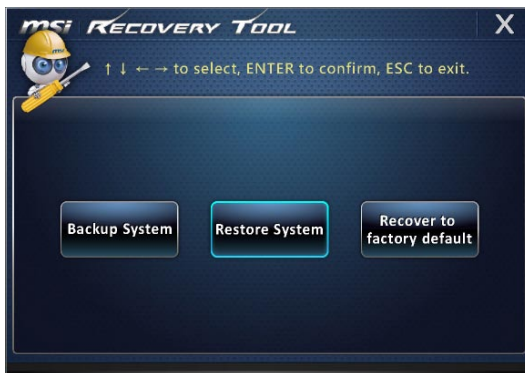 msi RECOVERY TOOL X
↑ ↓ ← → to select, ENTER to confirm, ESC to exit.
Backup System
Restore System
Recover to
factory default